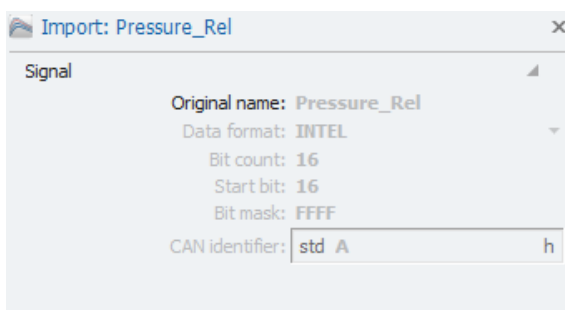 Import: Pressure_Rel
Signal
Original name: Pressure_Rel
Data format: INTEL
Bit count: 16
Start bit: 16
Bit mask: FFFF
CAN identifier: std A h